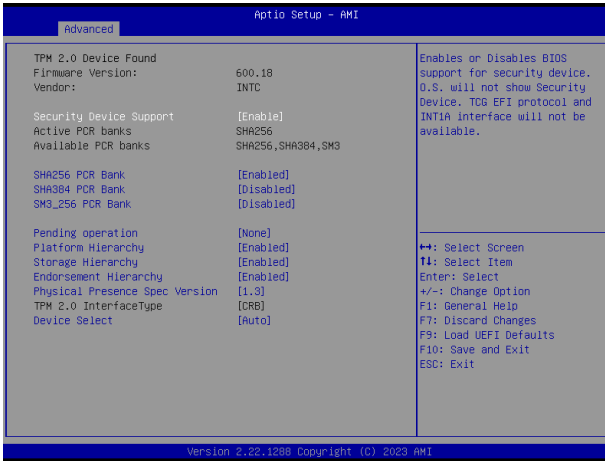 Aptio Setup – AMI
Advanced
TPM 2.0 Device Found
Firmware Version: 600.18
Vendor: INTC
Security Device Support [Enable]
Active PCR banks SHA256
Available PCR banks SHA256,SHA384,SM3
SHA256 PCR Bank [Enabled]
SHA384 PCR Bank [Disabled]
SM3_256 PCR Bank [Disabled]
Pending operation [None]
Platform Hierarchy [Enabled]
Storage Hierarchy [Enabled]
Endorsement Hierarchy [Enabled]
Physical Presence Spec Version [1.3]
TPM 2.0 InterfaceType [CRB]
Device Select [Auto]
Enables or Disables BIOS
support for security device.
O.S. will not show Security
Device. TCG EFI protocol and
INT1A interface will not be
available.
↔: Select Screen
↑↓: Select Item
Enter: Select
+/-: Change Option
F1: General Help
F7: Discard Changes
F9: Load UEFI Defaults
F10: Save and Exit
ESC: Exit
Version 2.22.1288 Copyright (C) 2023 AMI